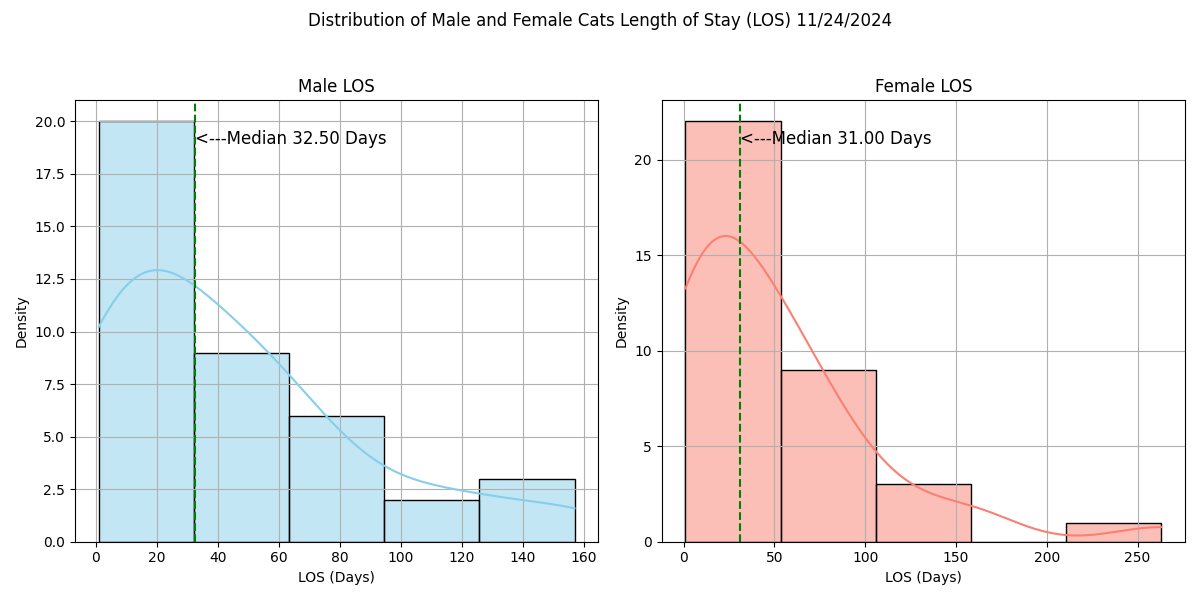 Distribution of Male and Female Cats Length of Stay (LOS) 11/24/2024
Male LOS
20.0
17.5
15.0
12.5
10.0
7.5
5.0
2.5
0.0
Density
<---Median 32.50 Days
0 20 40 60 80 100 120 140 160
LOS (Days)
Female LOS
20
15
10
5
0
Density
<---Median 31.00 Days
0 50 100 150 200 250
LOS (Days)